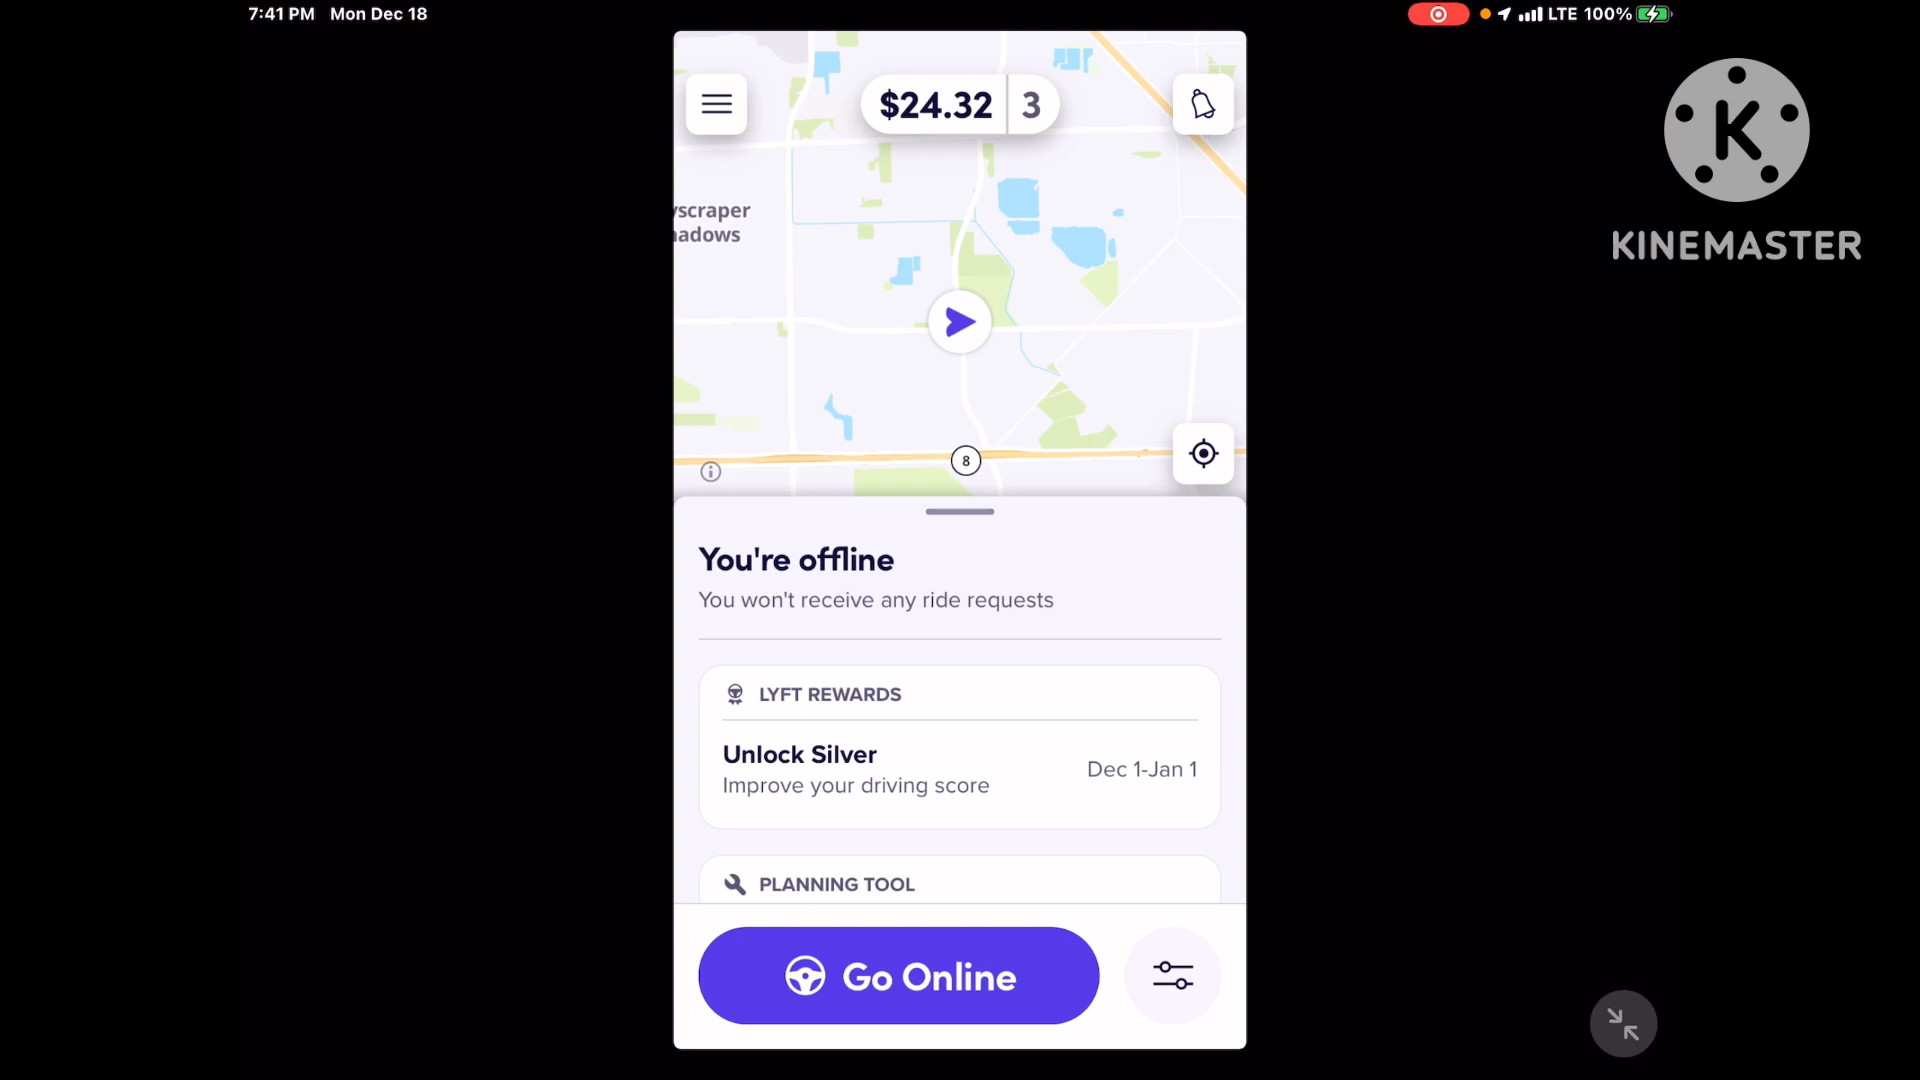 7:41 PM Mon Dec 18
LTE 100%
$24.32 3
KINEMASTER
yscraper
adows
8
You're offline
You won't receive any ride requests
LYFT REWARDS
Unlock Silver
Improve your driving score
Dec 1-Jan 1
PLANNING TOOL
Go Online